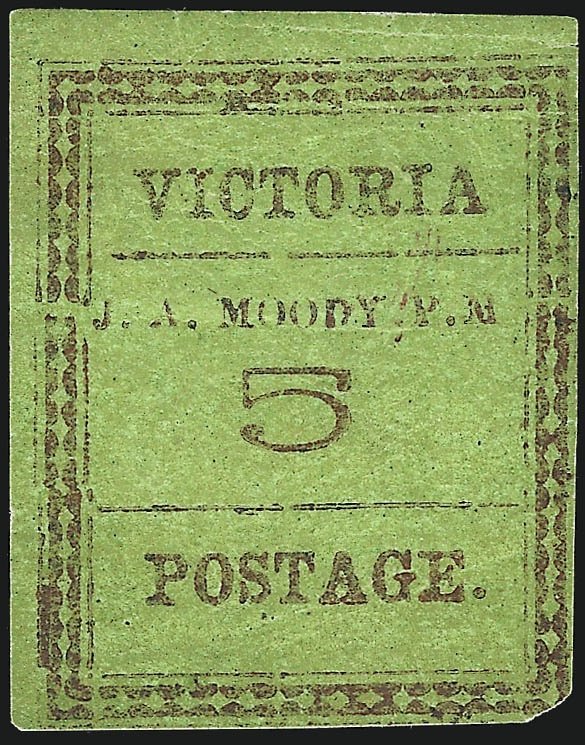 VICTORIA
J. A. MOODY, P.M
5
POSTAGE.